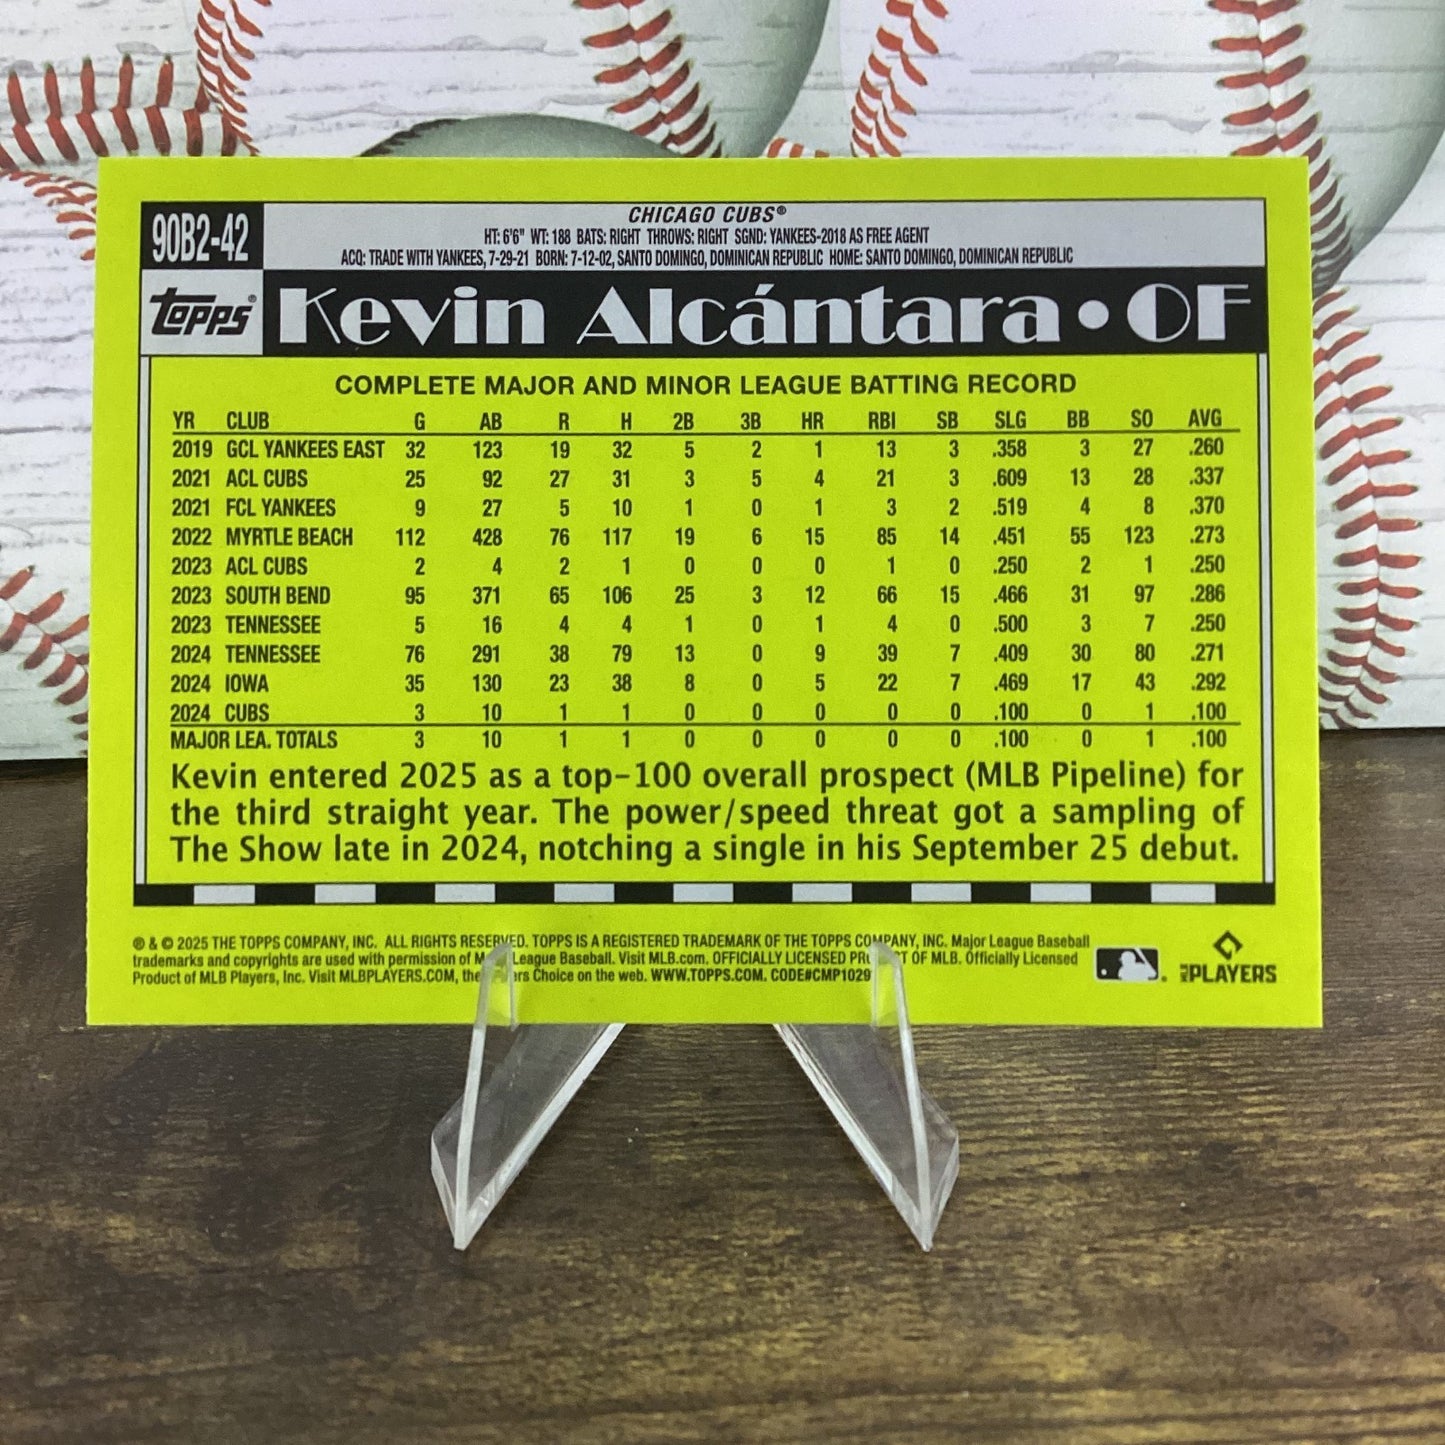 90B2-42
CHICAGO CUBS®
HT: 6'6" WT: 188 BATS: RIGHT THROWS: RIGHT SGND: YANKEES-2018 AS FREE AGENT
ACQ: TRADE WITH YANKEES, 7-29-21 BORN: 7-12-02, SANTO DOMINGO, DOMINICAN REPUBLIC HOME: SANTO DOMINGO, DOMINICAN REPUBLIC
Topps® Kevin Alcántara • OF
COMPLETE MAJOR AND MINOR LEAGUE BATTING RECORD
YR CLUB G AB R H 2B 3B HR RBI SB SLG BB SO AVG
2019 GCL YANKEES EAST 32 123 19 32 5 2 1 13 3 .358 3 27 .260
2021 ACL CUBS 25 92 27 31 3 5 4 21 3 .609 13 28 .337
2021 FCL YANKEES 9 27 5 10 1 0 1 3 2 .519 4 8 .370
2022 MYRTLE BEACH 112 428 76 117 19 6 15 85 14 .451 55 123 .273
2023 ACL CUBS 2 4 2 1 0 0 0 1 0 .250 2 1 .250
2023 SOUTH BEND 95 371 65 106 25 3 12 66 15 .466 31 97 .286
2023 TENNESSEE 5 16 4 4 1 0 1 4 0 .500 3 7 .250
2024 TENNESSEE 76 291 38 79 13 0 9 39 7 .409 30 80 .271
2024 IOWA 35 130 23 38 8 0 5 22 7 .469 17 43 .292
2024 CUBS 3 10 1 1 0 0 0 0 0 .100 0 1 .100
MAJOR LEA. TOTALS 3 10 1 1 0 0 0 0 0 .100 0 1 .100
Kevin entered 2025 as a top-100 overall prospect (MLB Pipeline) for
the third straight year. The power/speed threat got a sampling of
The Show late in 2024, notching a single in his September 25 debut.
® & © 2025 THE TOPPS COMPANY, INC. ALL RIGHTS RESERVED. TOPPS IS A REGISTERED TRADEMARK OF THE TOPPS COMPANY, INC. Major League Baseball
trademarks and copyrights are used with permission of League Baseball. Visit MLB.com. OFFICIALLY LICENSED OF MLB. Officially Licensed
Product of MLB Players, Inc. Visit MLBPLAYERS.COM, the Choice on the web. WWW.TOPPS.COM. CODE#CMP1029
MLB PLAYERS